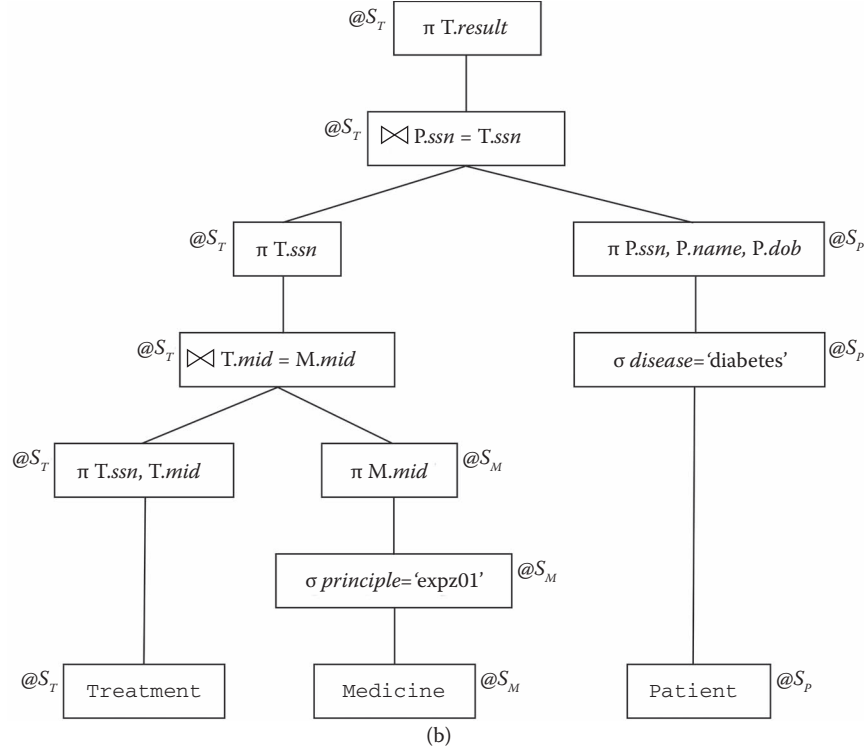 @S_T π T.result
@S_T ⋈ P.ssn = T.ssn
@S_T π T.ssn
π P.ssn, P.name, P.dob @S_P
@S_T ⋈ T.mid = M.mid
σ disease=‘diabetes’ @S_P
@S_T π T.ssn, T.mid
π M.mid @S_M
σ principle=‘expz01’ @S_M
@S_T Treatment
Medicine @S_M
Patient @S_P
(b)